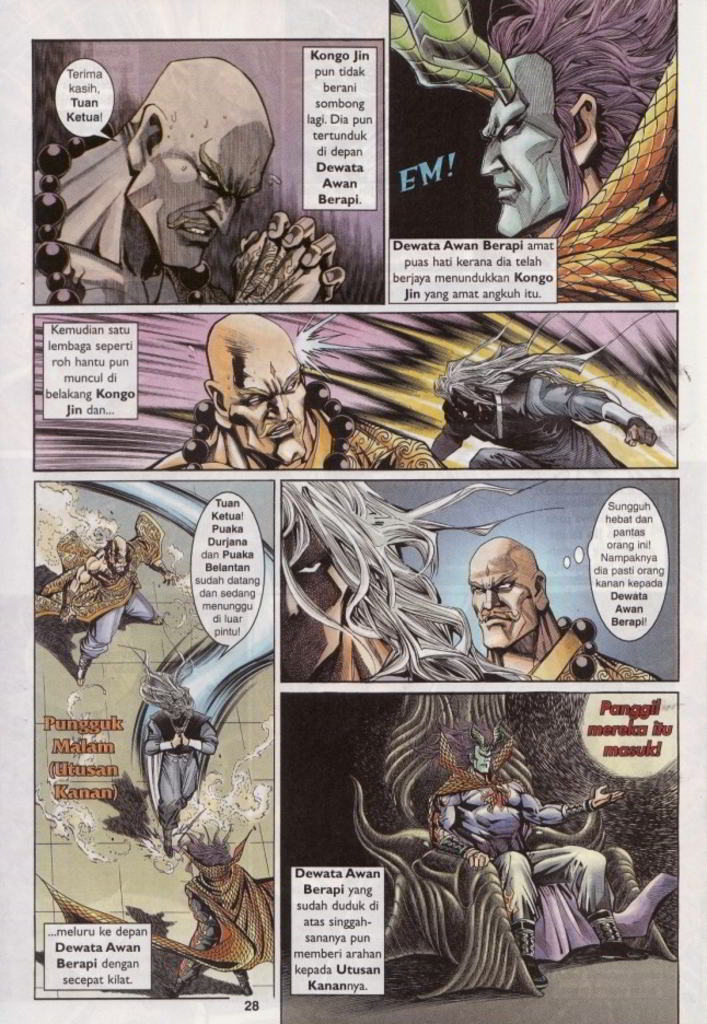 Terima
kasih,
Tuan
Ketua!
Kongo Jin
pun tidak
berani
sombong
lagi. Dia pun
tertunduk
di depan
Dewata
Awan
Berapi.
EM!
Dewata Awan Berapi amat
puas hati kerana dia telah
berjaya menundukkan Kongo
Jin yang amat angkuh itu.
Kemudian satu
lembaga seperti
roh hantu pun
muncul di
belakang Kongo
Jin dan...
Tuan
Ketua!
Puaka
Durjana
dan Puaka
Belantan
sudah datang
dan sedang
menunggu
di luar
pintu!
Pungguk
Malam
(Utusan
Kanan)
...meluru ke depan
Dewata Awan
Berapi dengan
secepat kilat.
Sungguh
hebat dan
pantas
orang ini!
Nampaknya
dia pasti orang
kanan kepada
Dewata
Awan
Berapi!
Panggil
mereka itu
masuk!
Dewata Awan
Berapi yang
sudah duduk di
atas singgah-
sananya pun
memberi arahan
kepada Utusan
Kanannya.
28